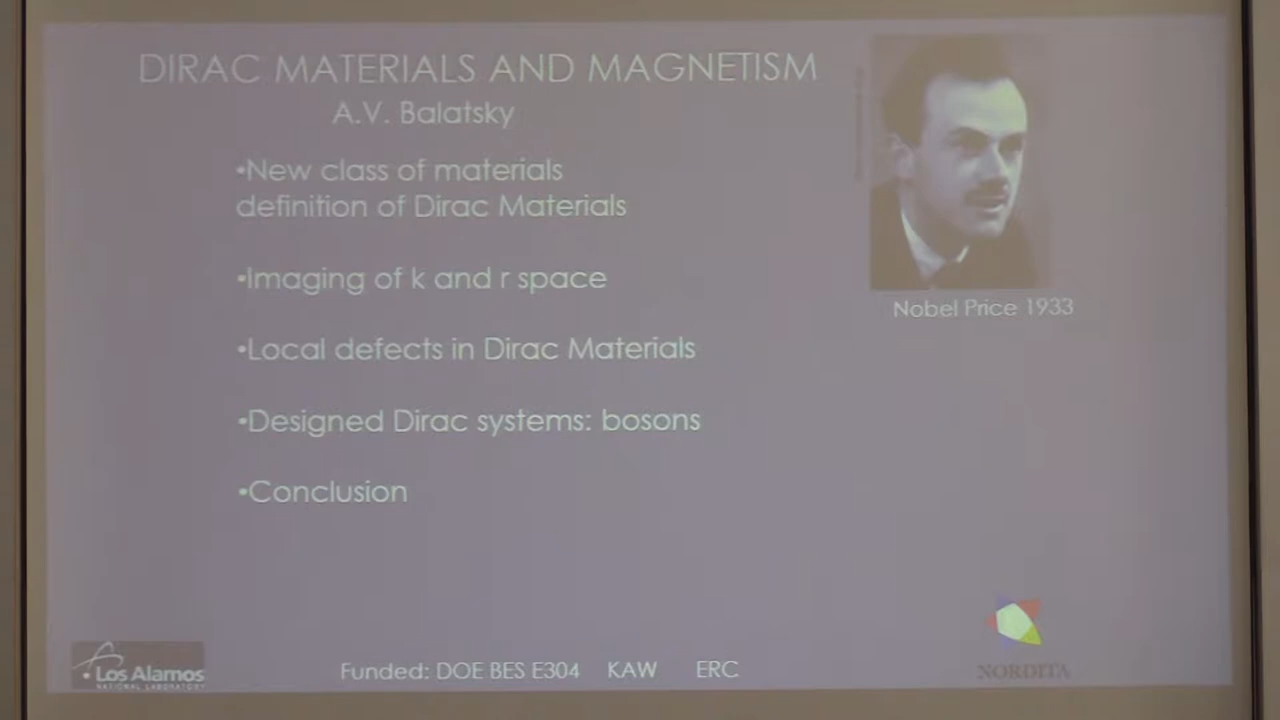 DIRAC MATERIALS AND MAGNETISM
A.V. Balatsky
•New class of materials
definition of Dirac Materials
•Imaging of k and r space
•Local defects in Dirac Materials
•Designed Dirac systems: bosons
•Conclusion
Nobel Price 1933
Los Alamos
NATIONAL LABORATORY
Funded: DOE BES E304 KAW ERC
NORDITA